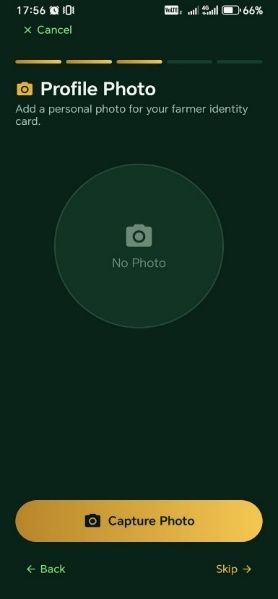 17:56 66%
× Cancel
Profile Photo
Add a personal photo for your farmer identity
card.
No Photo
Capture Photo
← Back Skip →